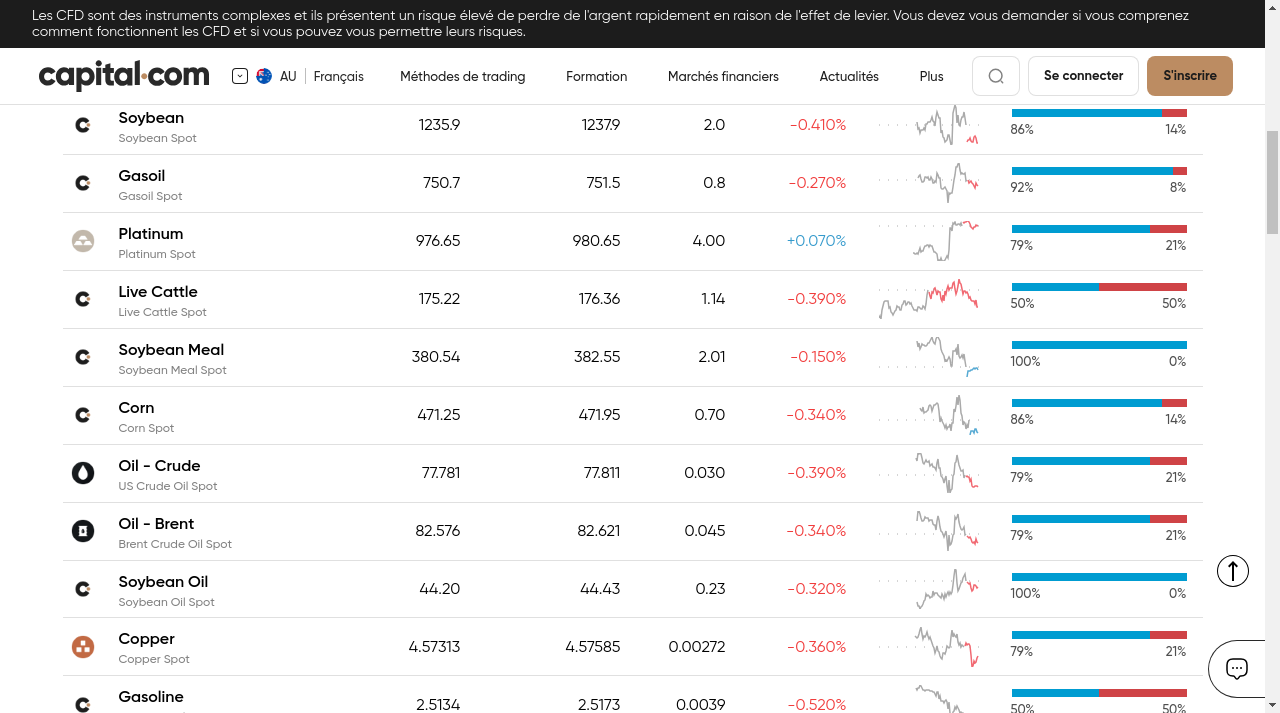 Les CFD sont des instruments complexes et ils présentent un risque élevé de perdre de l'argent rapidement en raison de l'effet de levier. Vous devez vous demander si vous comprenez
comment fonctionnent les CFD et si vous pouvez vous permettre leurs risques.
capital.com AU Français Méthodes de trading Formation Marchés financiers Actualités Plus Se connecter S'inscrire
Soybean 1235.9 1237.9 2.0 -0.410%
Soybean Spot 86% 14%
Gasoil 750.7 751.5 0.8 -0.270%
Gasoil Spot 92% 8%
Platinum 976.65 980.65 4.00 +0.070%
Platinum Spot 79% 21%
Live Cattle 175.22 176.36 1.14 -0.390%
Live Cattle Spot 50% 50%
Soybean Meal 380.54 382.55 2.01 -0.150%
Soybean Meal Spot 100% 0%
Corn 471.25 471.95 0.70 -0.340%
Corn Spot 86% 14%
Oil - Crude 77.781 77.811 0.030 -0.390%
US Crude Oil Spot 79% 21%
Oil - Brent 82.576 82.621 0.045 -0.340%
Brent Crude Oil Spot 79% 21%
Soybean Oil 44.20 44.43 0.23 -0.320%
Soybean Oil Spot 100% 0%
Copper 4.57313 4.57585 0.00272 -0.360%
Copper Spot 79% 21%
Gasoline 2.5134 2.5173 0.0039 -0.520%
50% 50%